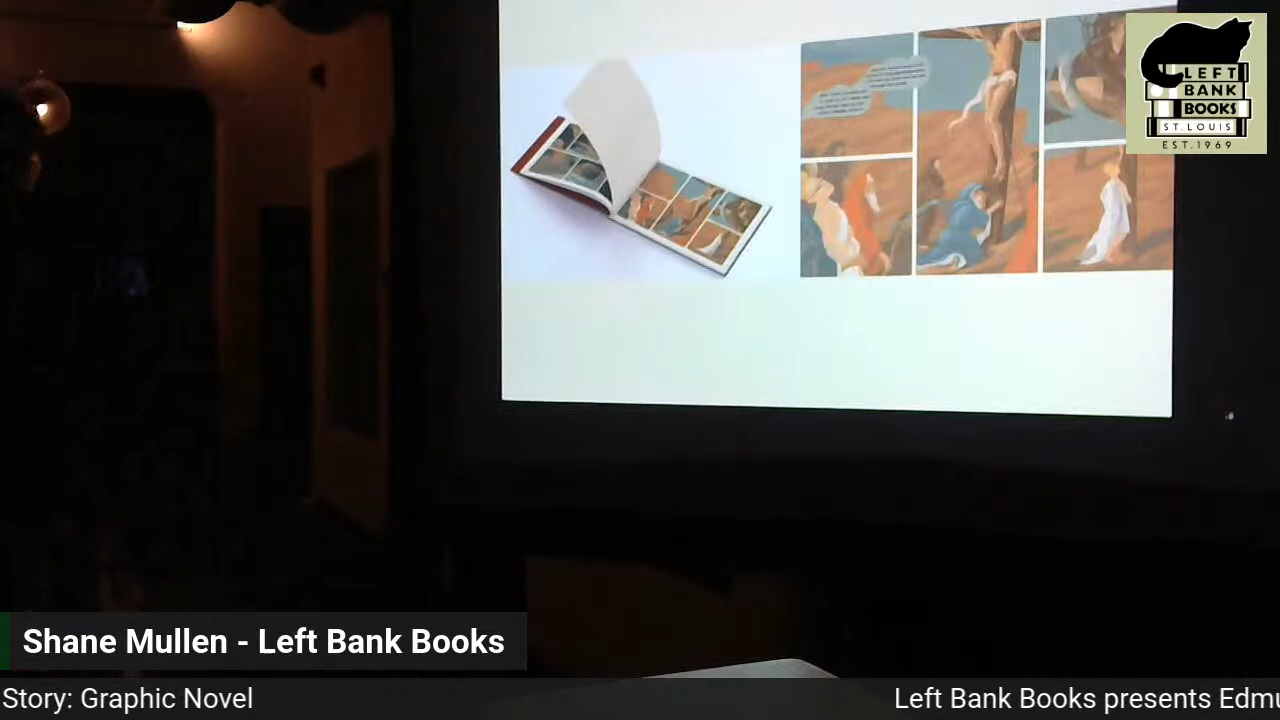 LEFT
BANK
BOOKS
ST. LOUIS
EST. 1969
Shane Mullen - Left Bank Books
Story: Graphic Novel
Left Bank Books presents Edmu